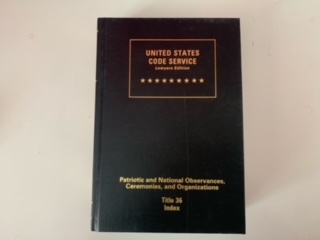 UNITED STATES
CODE SERVICE
Lawyers Edition
Patriotic and National Observances,
Ceremonies, and Organizations
Title 36
Index